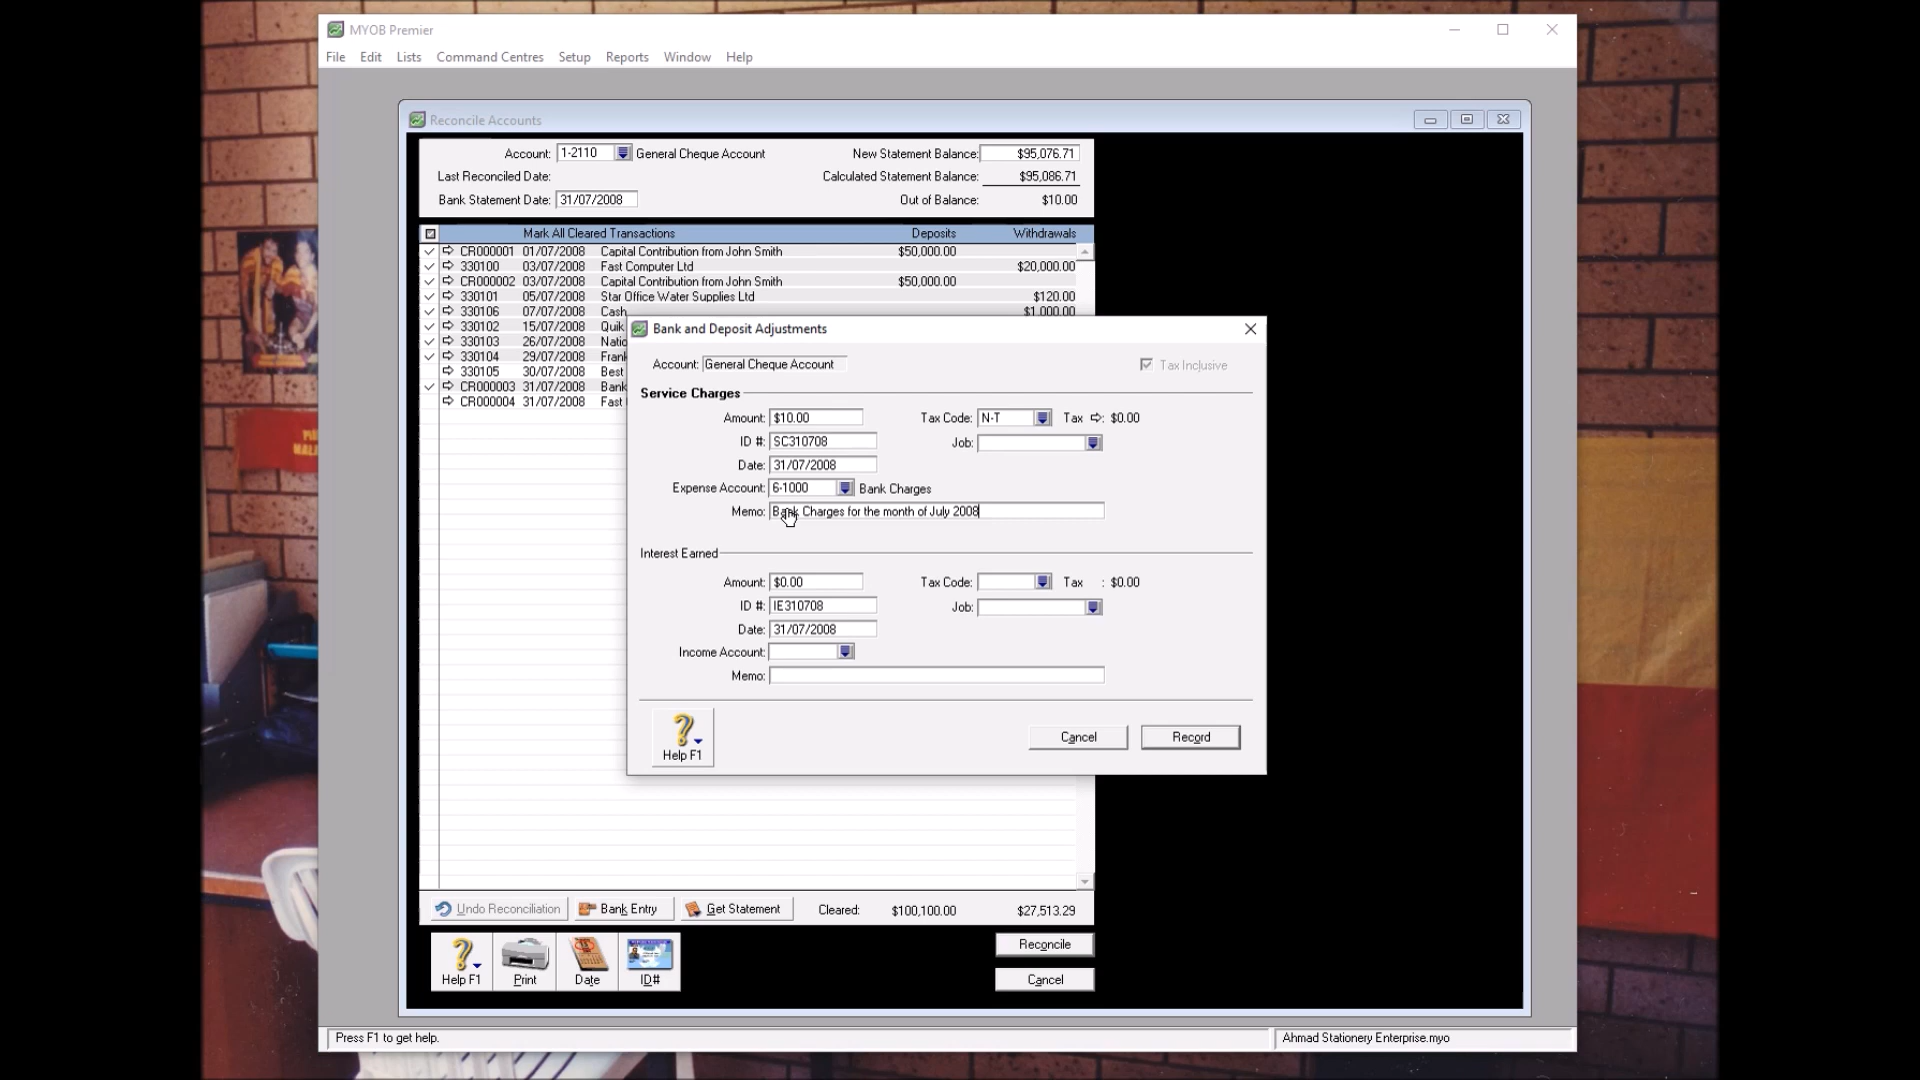 MYOB Premier
File Edit Lists Command Centres Setup Reports Window Help
Reconcile Accounts
Account: 1-2110 General Cheque Account New Statement Balance: $95,076.71
Last Reconciled Date: Calculated Statement Balance: $95,086.71
Bank Statement Date: 31/07/2008 Out of Balance: $10.00
Mark All Cleared Transactions Deposits Withdrawals
CR000001 01/07/2008 Capital Contribution from John Smith $50,000.00
330100 03/07/2008 Fast Computer Ltd $20,000.00
CR000002 03/07/2008 Capital Contribution from John Smith $50,000.00
330101 05/07/2008 Star Office Water Supplies Ltd $120.00
330106 07/07/2008 Cash $1,000.00
330102 15/07/2008 Quik
330103 26/07/2008 Natio
330104 29/07/2008 Frank
330105 30/07/2008 Best
CR000003 31/07/2008 Bank
CR000004 31/07/2008 Fast
Bank and Deposit Adjustments
Account: General Cheque Account Tax Inclusive
Service Charges
Amount: $10.00 Tax Code: N-T Tax : $0.00
ID #: SC310708 Job:
Date: 31/07/2008
Expense Account: 6-1000 Bank Charges
Memo: Bank Charges for the month of July 2008
Interest Earned
Amount: $0.00 Tax Code: Tax : $0.00
ID #: IE310708 Job:
Date: 31/07/2008
Income Account:
Memo:
Help F1 Cancel Record
Undo Reconciliation Bank Entry Get Statement Cleared: $100,100.00 $27,513.29
Help F1 Print Date ID# Reconcile
Cancel
Press F1 to get help. Ahmad Stationery Enterprise.myo